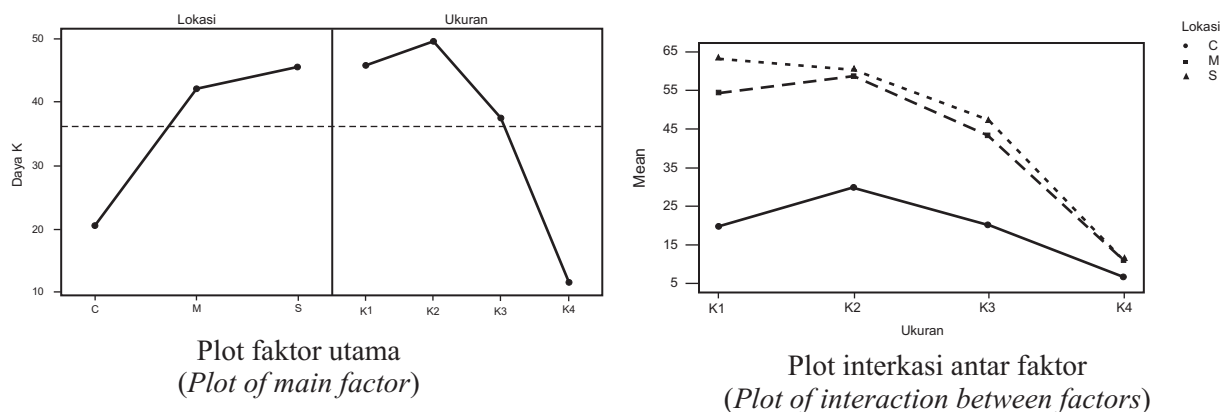 Lokasi
Ukuran
Daya K
50
40
30
20
10
C
M
S
K1
K2
K3
K4
Plot faktor utama
(Plot of main factor)
Lokasi
C
M
S
Mean
65
55
45
35
25
15
5
K1
K2
K3
K4
Ukuran
Plot interkasi antar faktor
(Plot of interaction between factors)